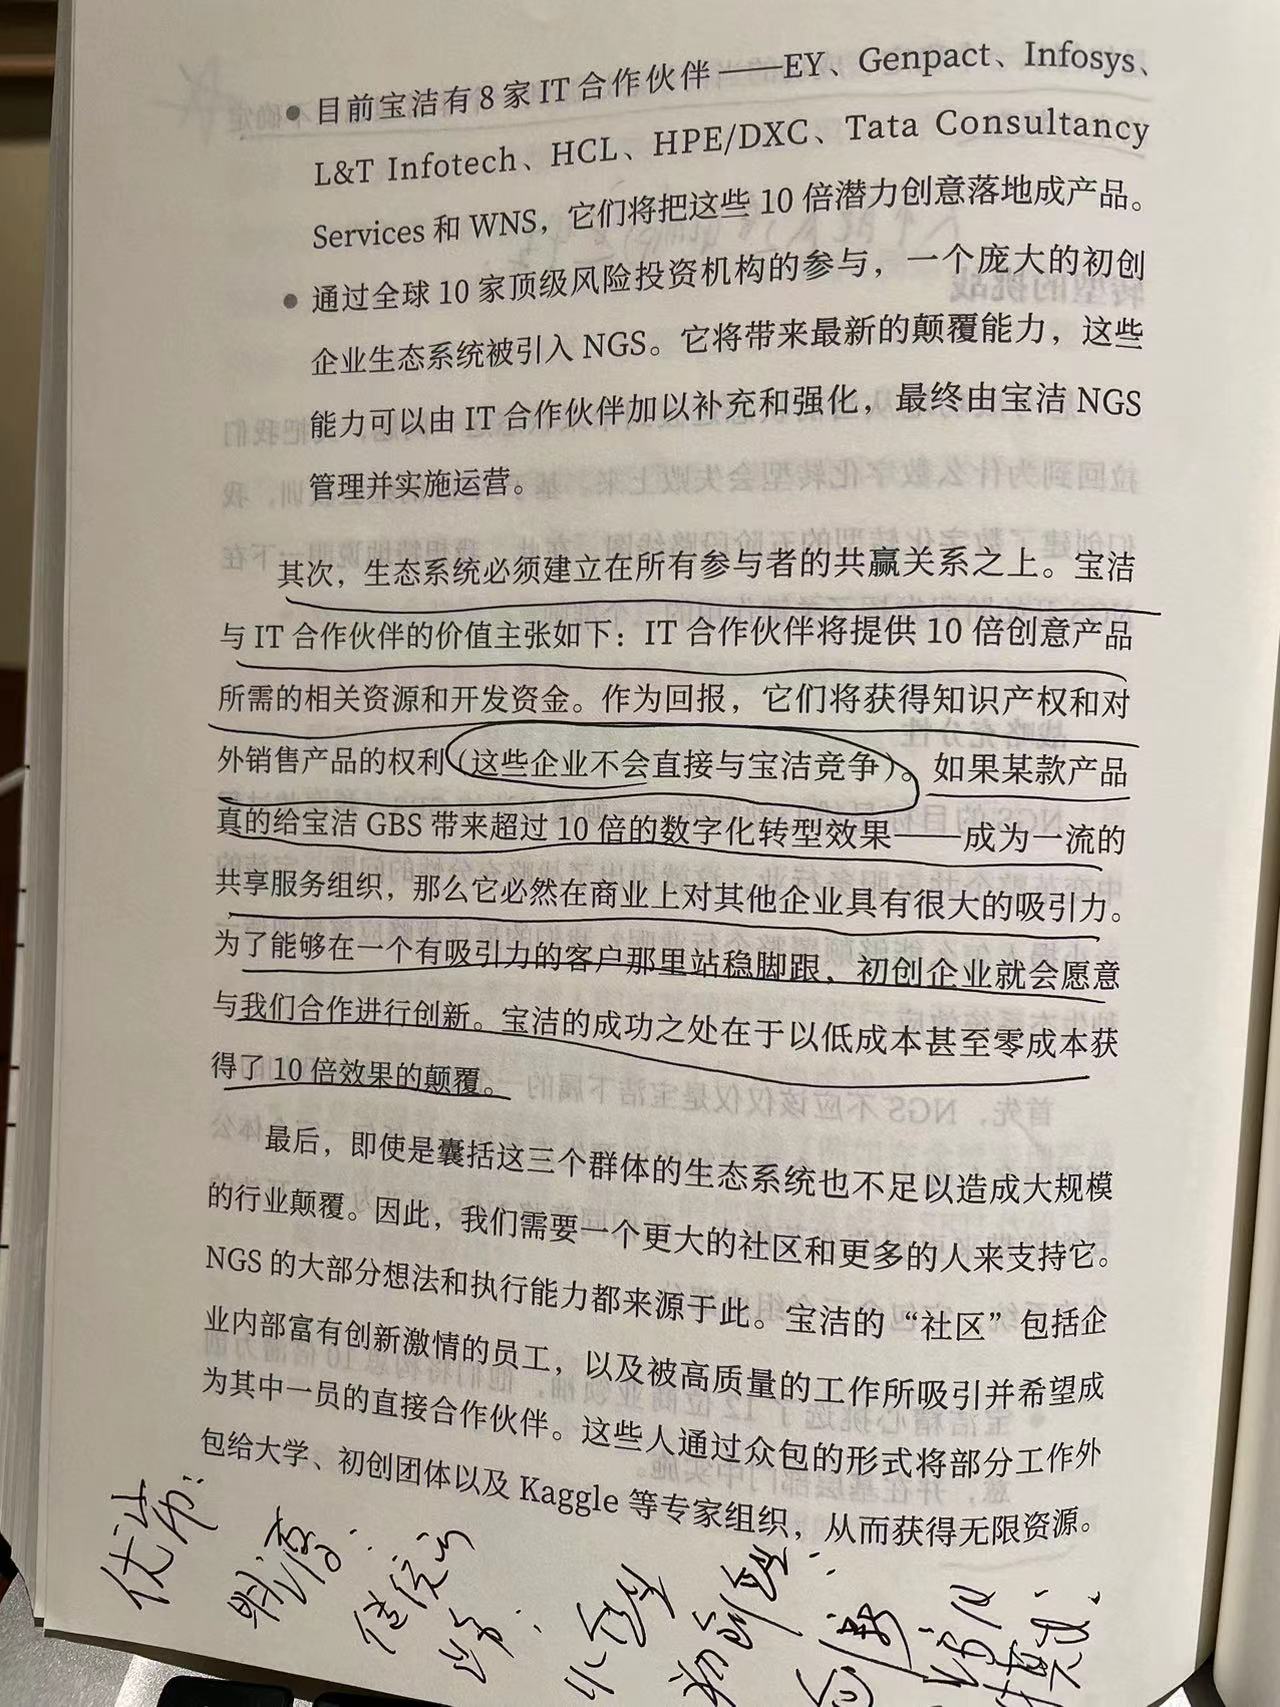 ● 目前宝洁有 8 家 IT 合作伙伴——EY、Genpact、Infosys、
L&T Infotech、HCL、HPE/DXC、Tata Consultancy
Services 和 WNS，它们将把这些 10 倍潜力创意落地成产品。
● 通过全球 10 家顶级风险投资机构的参与，一个庞大的初创
企业生态系统被引入 NGS。它将带来最新的颠覆能力，这些
能力可以由 IT 合作伙伴加以补充和强化，最终由宝洁 NGS
管理并实施运营。
其次，生态系统必须建立在所有参与者的共赢关系之上。宝洁
与 IT 合作伙伴的价值主张如下：IT 合作伙伴将提供 10 倍创意产品
所需的相关资源和开发资金。作为回报，它们将获得知识产权和对
外销售产品的权利（这些企业不会直接与宝洁竞争）。如果某款产品
真的给宝洁 GBS 带来超过 10 倍的数字化转型效果——成为一流的
共享服务组织，那么它必然在商业上对其他企业具有很大的吸引力。
为了能够在一个有吸引力的客户那里站稳脚跟，初创企业就会愿意
与我们合作进行创新。宝洁的成功之处在于以低成本甚至零成本获
得了 10 倍效果的颠覆。
最后，即使是囊括这三个群体的生态系统也不足以造成大规模
的行业颠覆。因此，我们需要一个更大的社区和更多的人来支持它。
NGS 的大部分想法和执行能力都来源于此。宝洁的“社区”包括企
业内部富有创新激情的员工，以及被高质量的工作所吸引并希望成
为其中一员的直接合作伙伴。这些人通过众包的形式将部分工作外
包给大学、初创团体以及 Kaggle 等专家组织，从而获得无限资源。